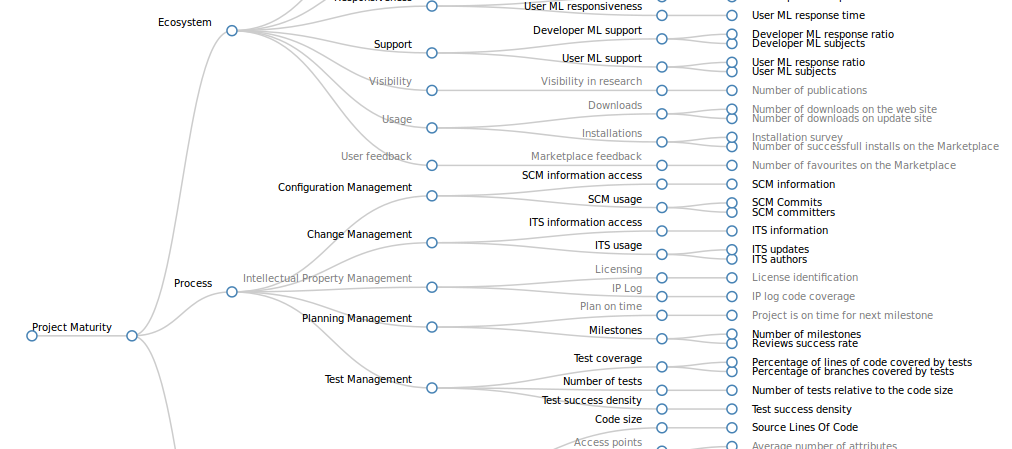 Responsiveness
User ML responsiveness
User ML response time
Ecosystem
Developer ML support
Developer ML response ratio
Support
Developer ML subjects
User ML support
User ML response ratio
User ML subjects
Visibility
Visibility in research
Number of publications
Downloads
Number of downloads on the web site
Usage
Number of downloads on update site
Installations
Installation survey
Number of successfull installs on the Marketplace
User feedback
Marketplace feedback
Number of favourites on the Marketplace
SCM information access
SCM information
Configuration Management
SCM usage
SCM Commits
SCM committers
ITS information access
ITS information
Change Management
ITS usage
ITS updates
ITS authors
Licensing
License identification
Intellectual Property Management
Process
IP Log
IP log code coverage
Plan on time
Project is on time for next milestone
Planning Management
Project Maturity
Milestones
Number of milestones
Reviews success rate
Test coverage
Percentage of lines of code covered by tests
Percentage of branches covered by tests
Test Management
Number of tests
Number of tests relative to the code size
Test success density
Test success density
Code size
Source Lines Of Code
Access points
Average number of attributes